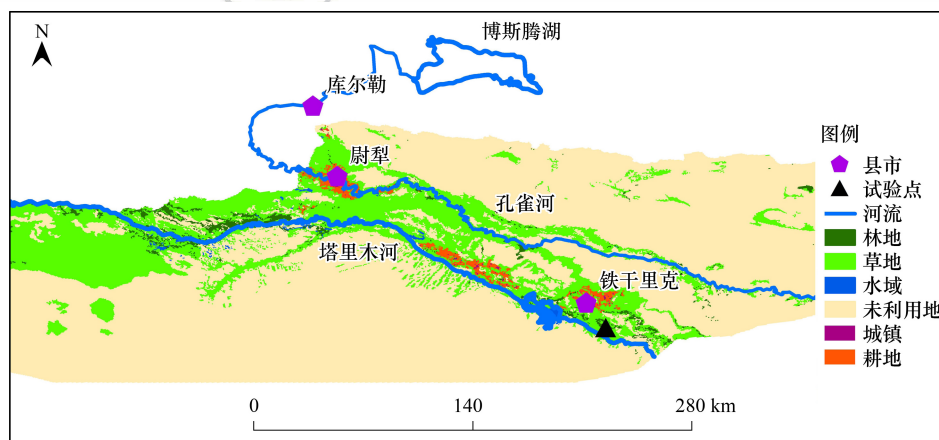 N
博斯腾湖
库尔勒
尉犁
孔雀河
塔里木河
铁干里克
图例
县市
试验点
河流
林地
草地
水域
未利用地
城镇
耕地
0 140 280 km